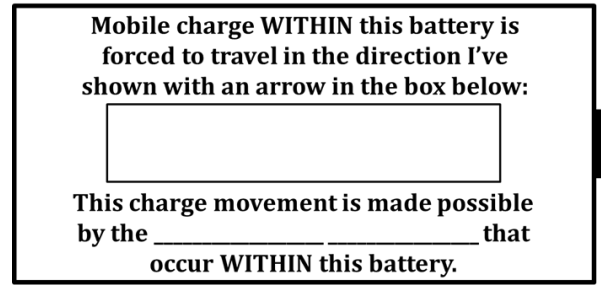 Mobile charge WITHIN this battery is
forced to travel in the direction I’ve
shown with an arrow in the box below:
This charge movement is made possible
by the ______________ ______________ that
occur WITHIN this battery.